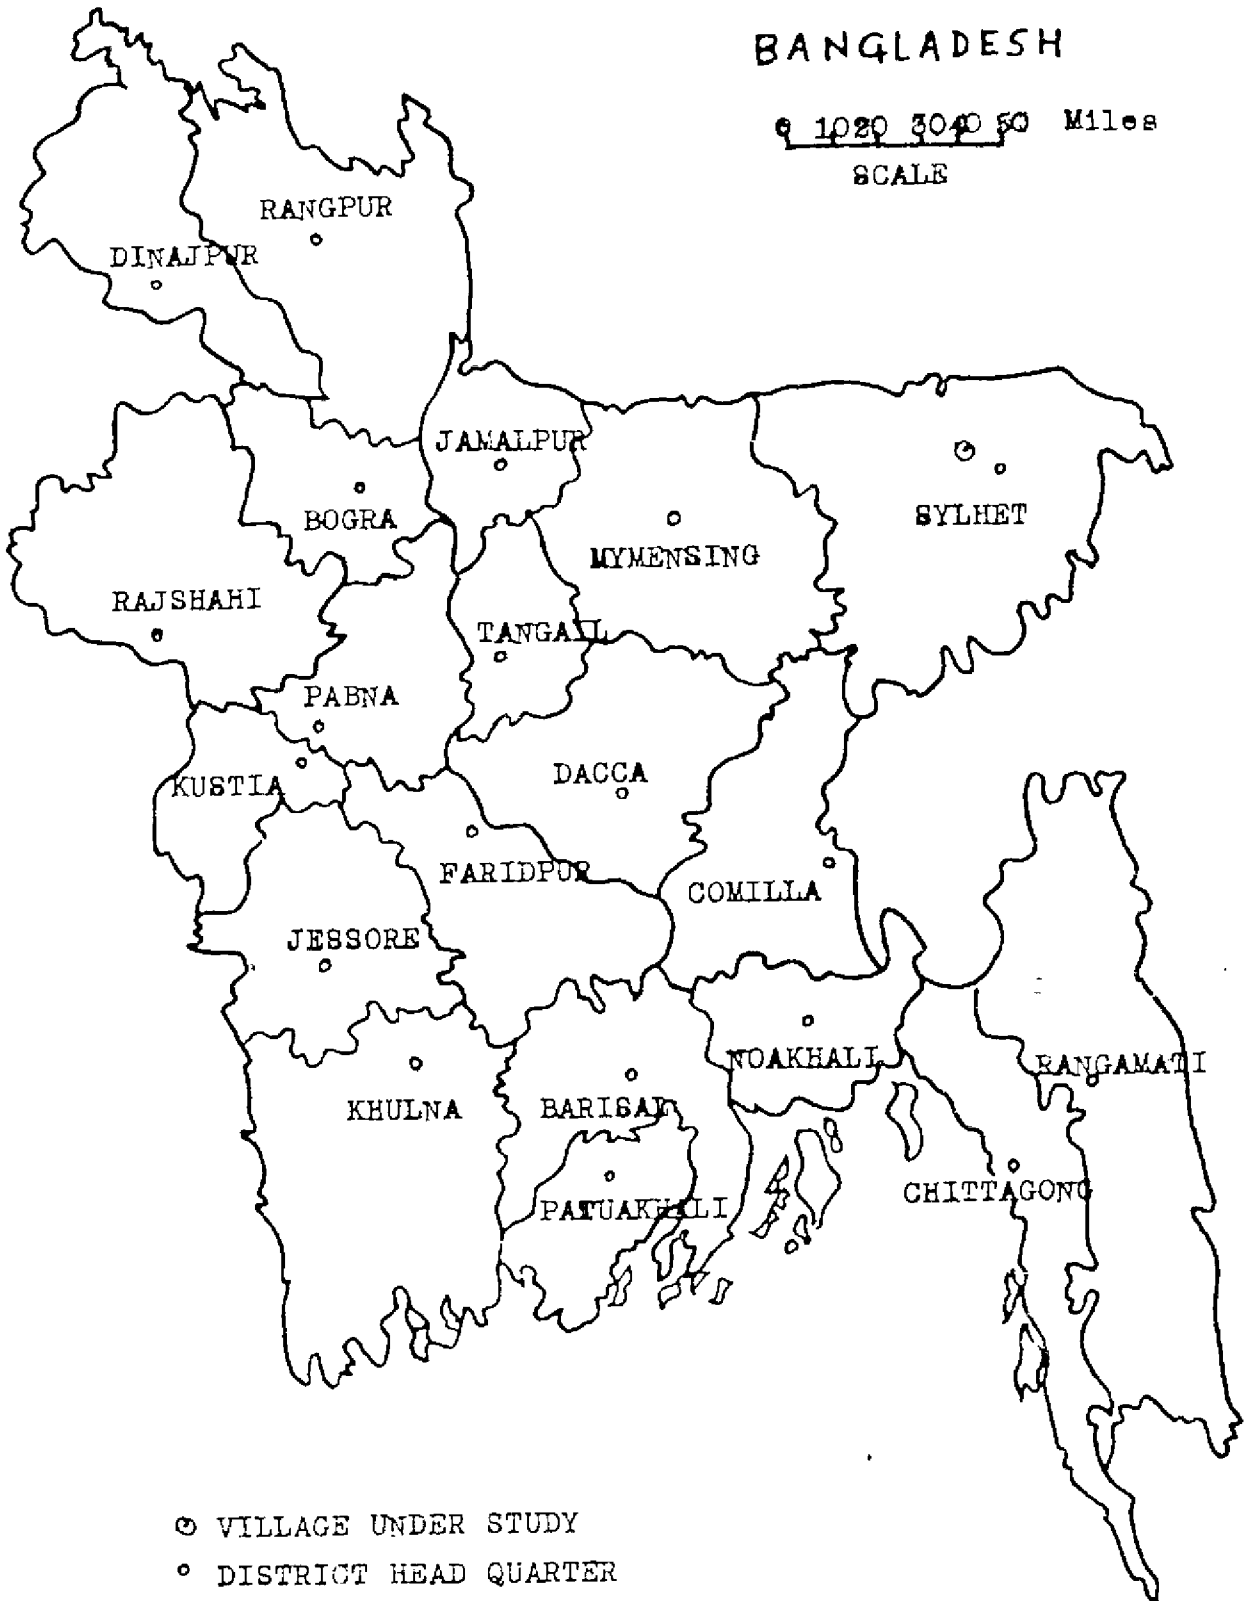 BANGLADESH
0 10 20 30 40 50 Miles
SCALE
RANGPUR
DINAJPUR
JAMALPUR
BOGRA
SYLHET
MYMENSING
RAJSHAHI
TANGAIL
PABNA
DACCA
KUSTIA
FARIDPUR
COMILLA
JESSORE
NOAKHALI
RANGAMATI
KHULNA
BARISAL
CHITTAGONG
PATUAKHALI
VILLAGE UNDER STUDY
DISTRICT HEAD QUARTER